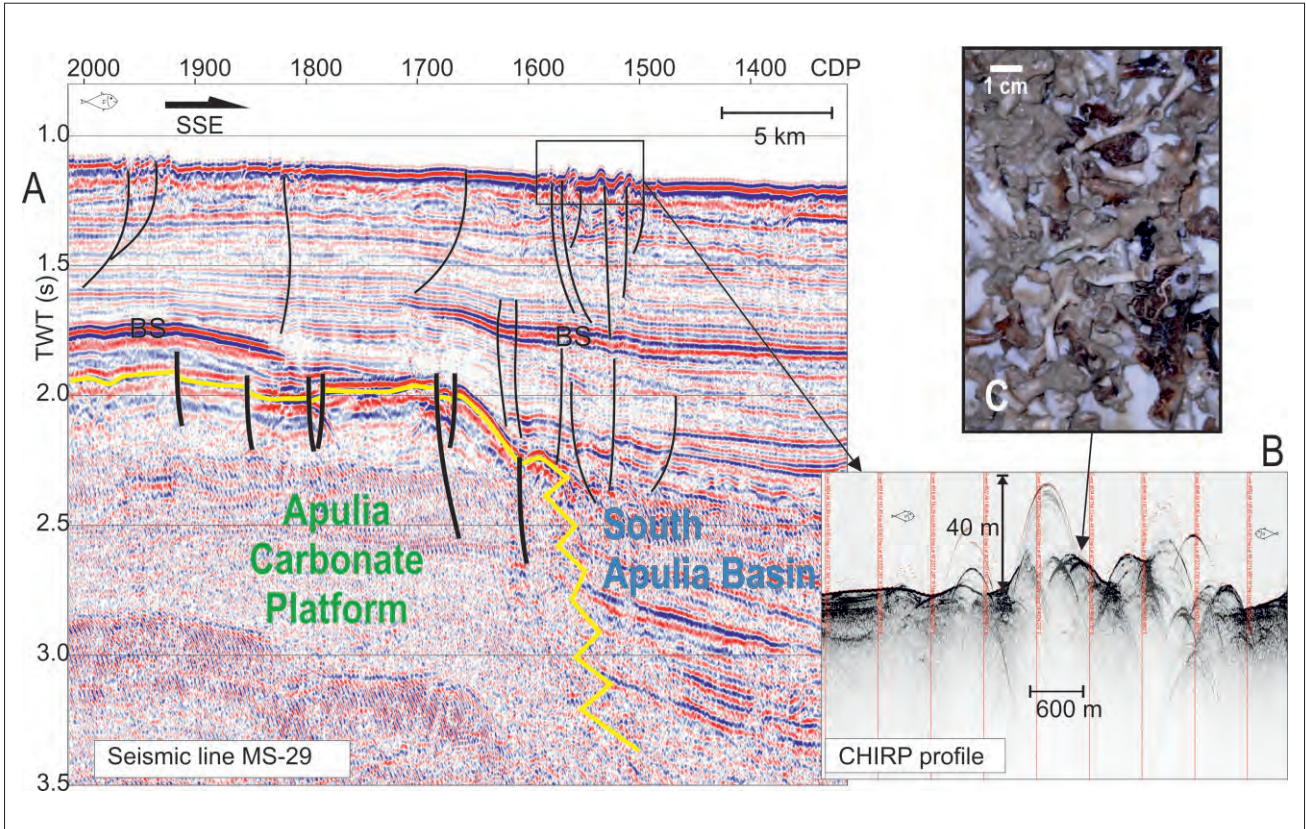 2000 1900 1800 1700 1600 1500 1400 CDP
SSE
5 km
1.0
A
1.5
TWT (s)
BS
BS
2.0
2.5
Apulia
Carbonate
Platform
South
Apulia Basin
3.0
Seismic line MS-29
3.5
1 cm
C
B
40 m
600 m
CHIRP profile